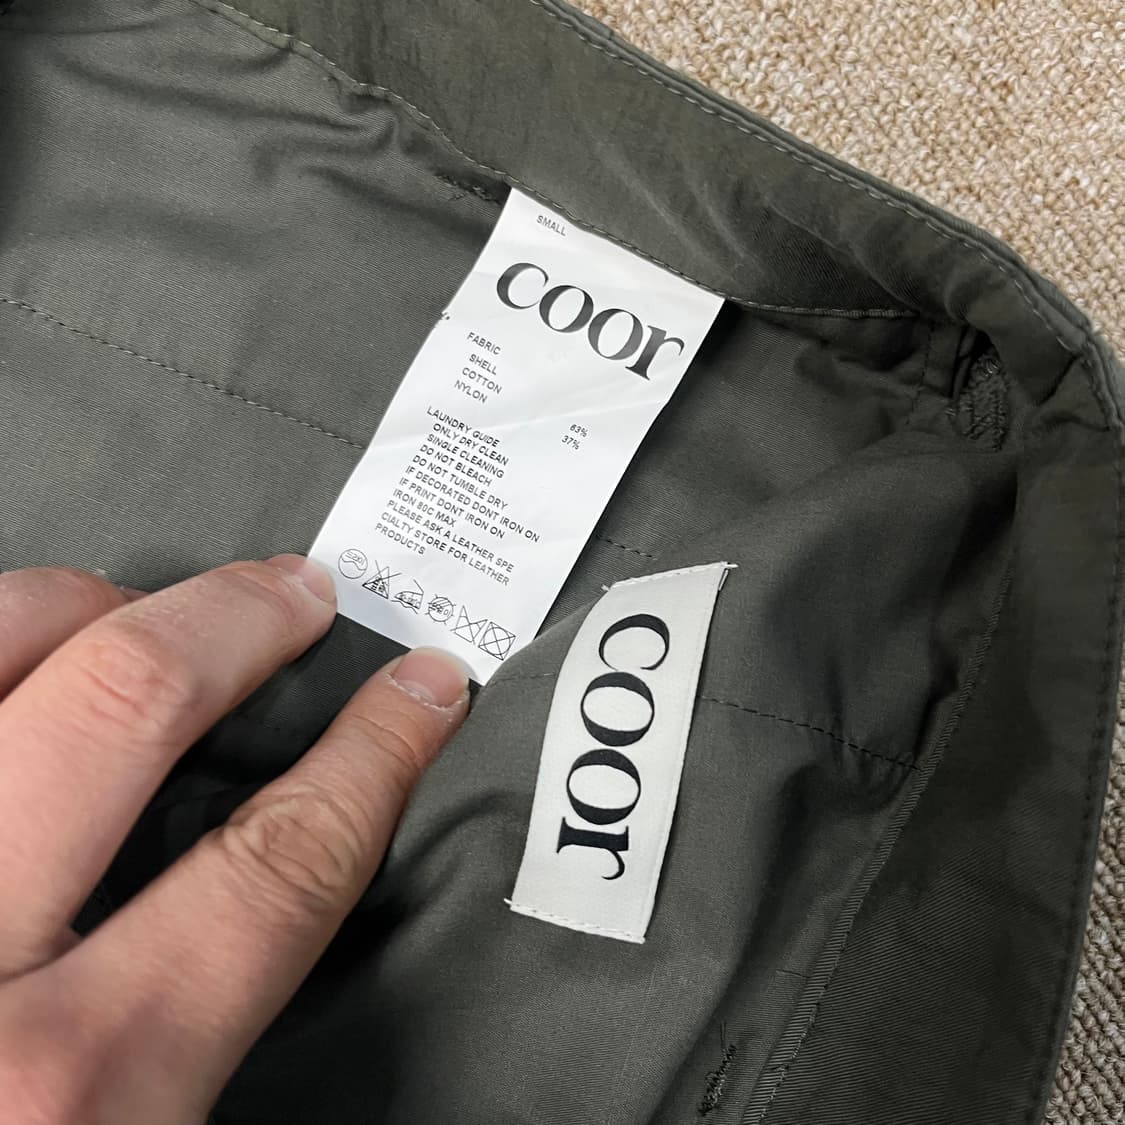 SMALL
coor
FABRIC
SHELL
COTTON 63%
NYLON 37%
LAUNDRY GUIDE
ONLY DRY CLEAN
SINGLE CLEANING
DO NOT BLEACH
DO NOT TUMBLE DRY
IF DECORATED DONT IRON ON
IF PRINT DONT IRON ON
IRON 80C MAX
PLEASE ASK A LEATHER SPE
CIALTY STORE FOR LEATHER
PRODUCTS
coor